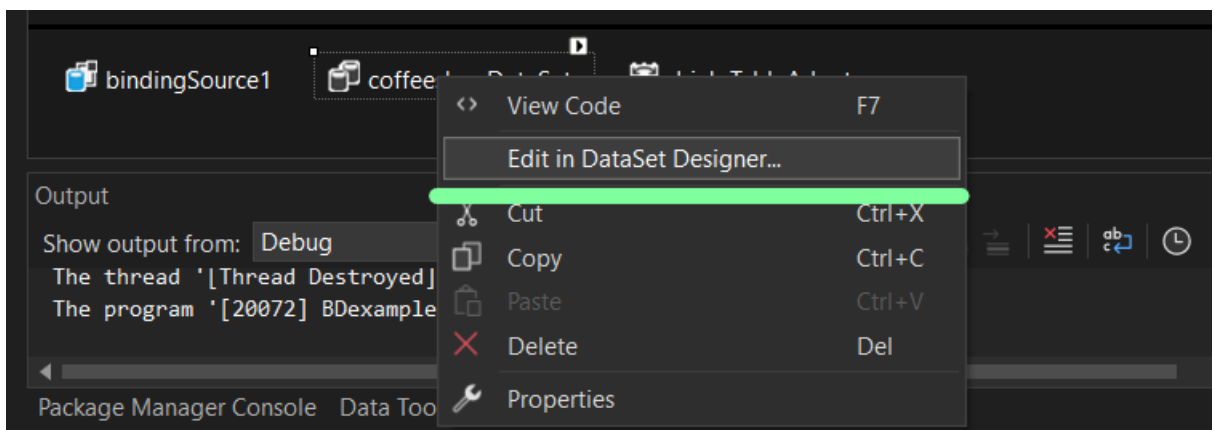 bindingSource1
coffee
View Code F7
Edit in DataSet Designer...
Output
Cut Ctrl+X
Show output from: Debug
Copy Ctrl+C
The thread '[Thread Destroyed]
Paste Ctrl+V
The program '[20072] BDexample
Delete Del
Package Manager Console Data Too
Properties